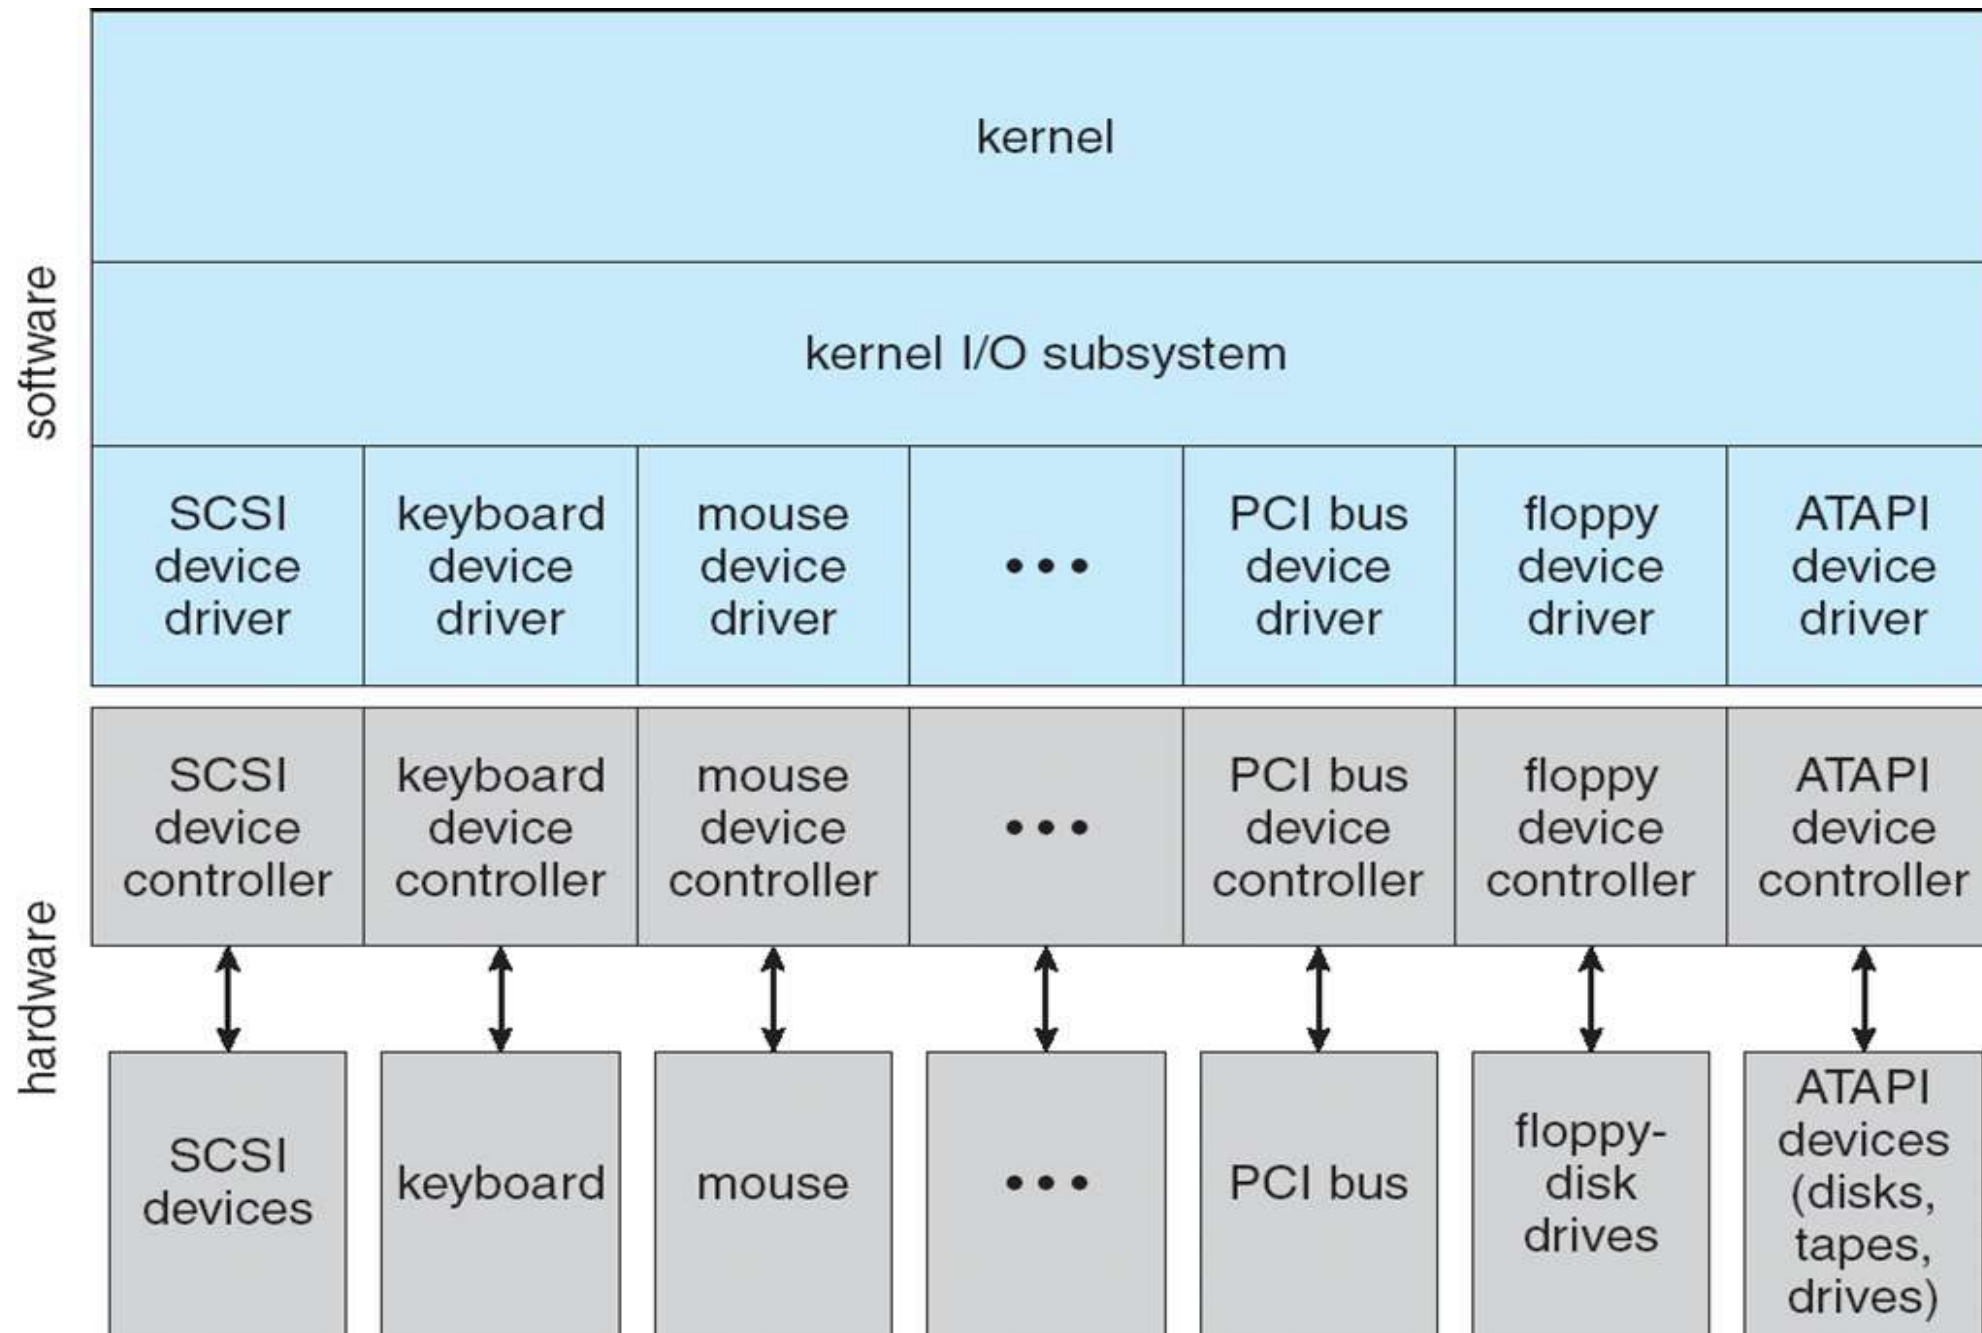 software
kernel
kernel I/O subsystem
SCSI
device
driver
keyboard
device
driver
mouse
device
driver
•••
PCI bus
device
driver
floppy
device
driver
ATAPI
device
driver
hardware
SCSI
device
controller
keyboard
device
controller
mouse
device
controller
•••
PCI bus
device
controller
floppy
device
controller
ATAPI
device
controller
SCSI
devices
keyboard
mouse
•••
PCI bus
floppy-
disk
drives
ATAPI
devices
(disks,
tapes,
drives)